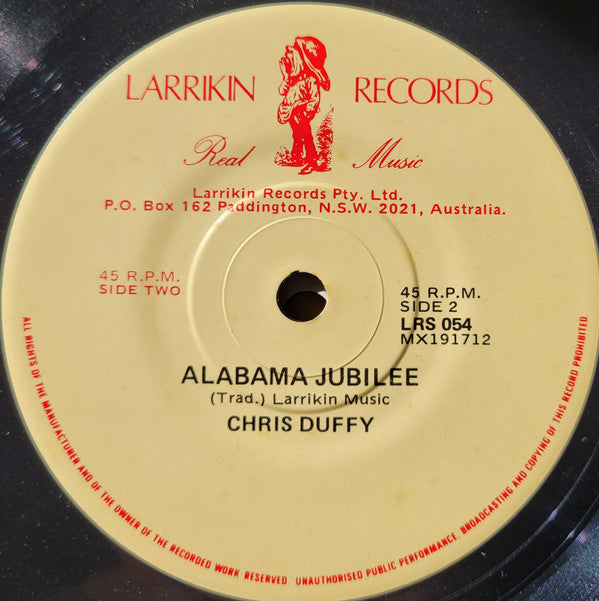 LARRIKIN RECORDS
Real Music
Larrikin Records Pty. Ltd.
P.O. Box 162 Paddington, N.S.W. 2021, Australia.
45 R.P.M.
SIDE TWO
45 R.P.M.
SIDE 2
LRS 054
MX191712
ALABAMA JUBILEE
(Trad.) Larrikin Music
CHRIS DUFFY
ALL RIGHTS OF THE MANUFACTURER AND OF THE OWNER OF THE RECORDED WORK RESERVED. UNAUTHORISED PUBLIC PERFORMANCE, BROADCASTING AND COPYING OF THIS RECORD PROHIBITED